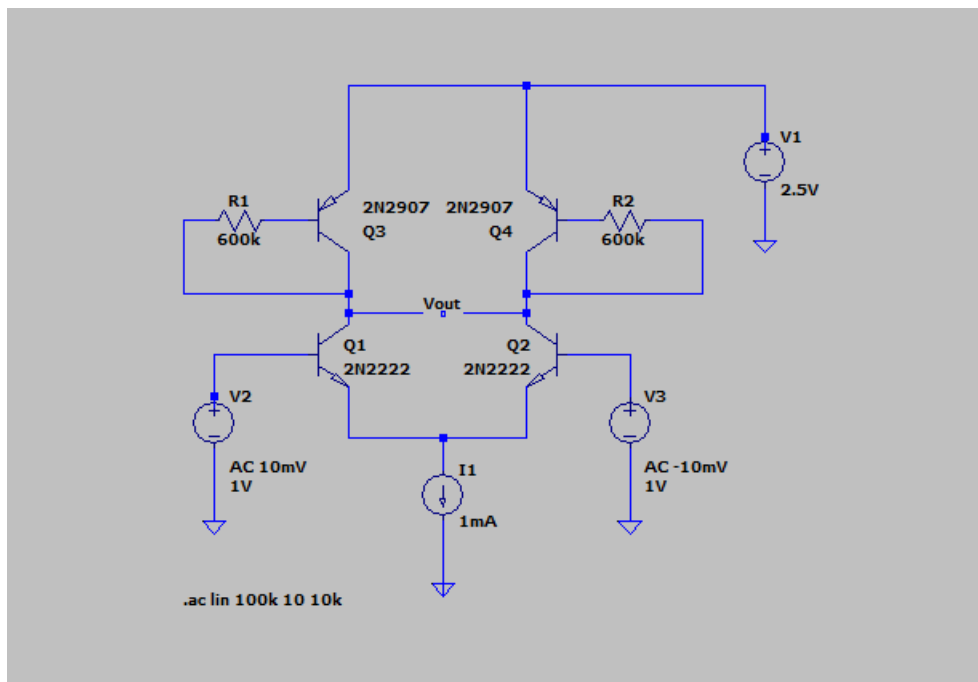 V1
2.5V
R1
600k
2N2907
Q3
2N2907
Q4
R2
600k
Vout
Q1
2N2222
Q2
2N2222
V2
AC 10mV
1V
V3
AC -10mV
1V
I1
1mA
.ac lin 100k 10 10k